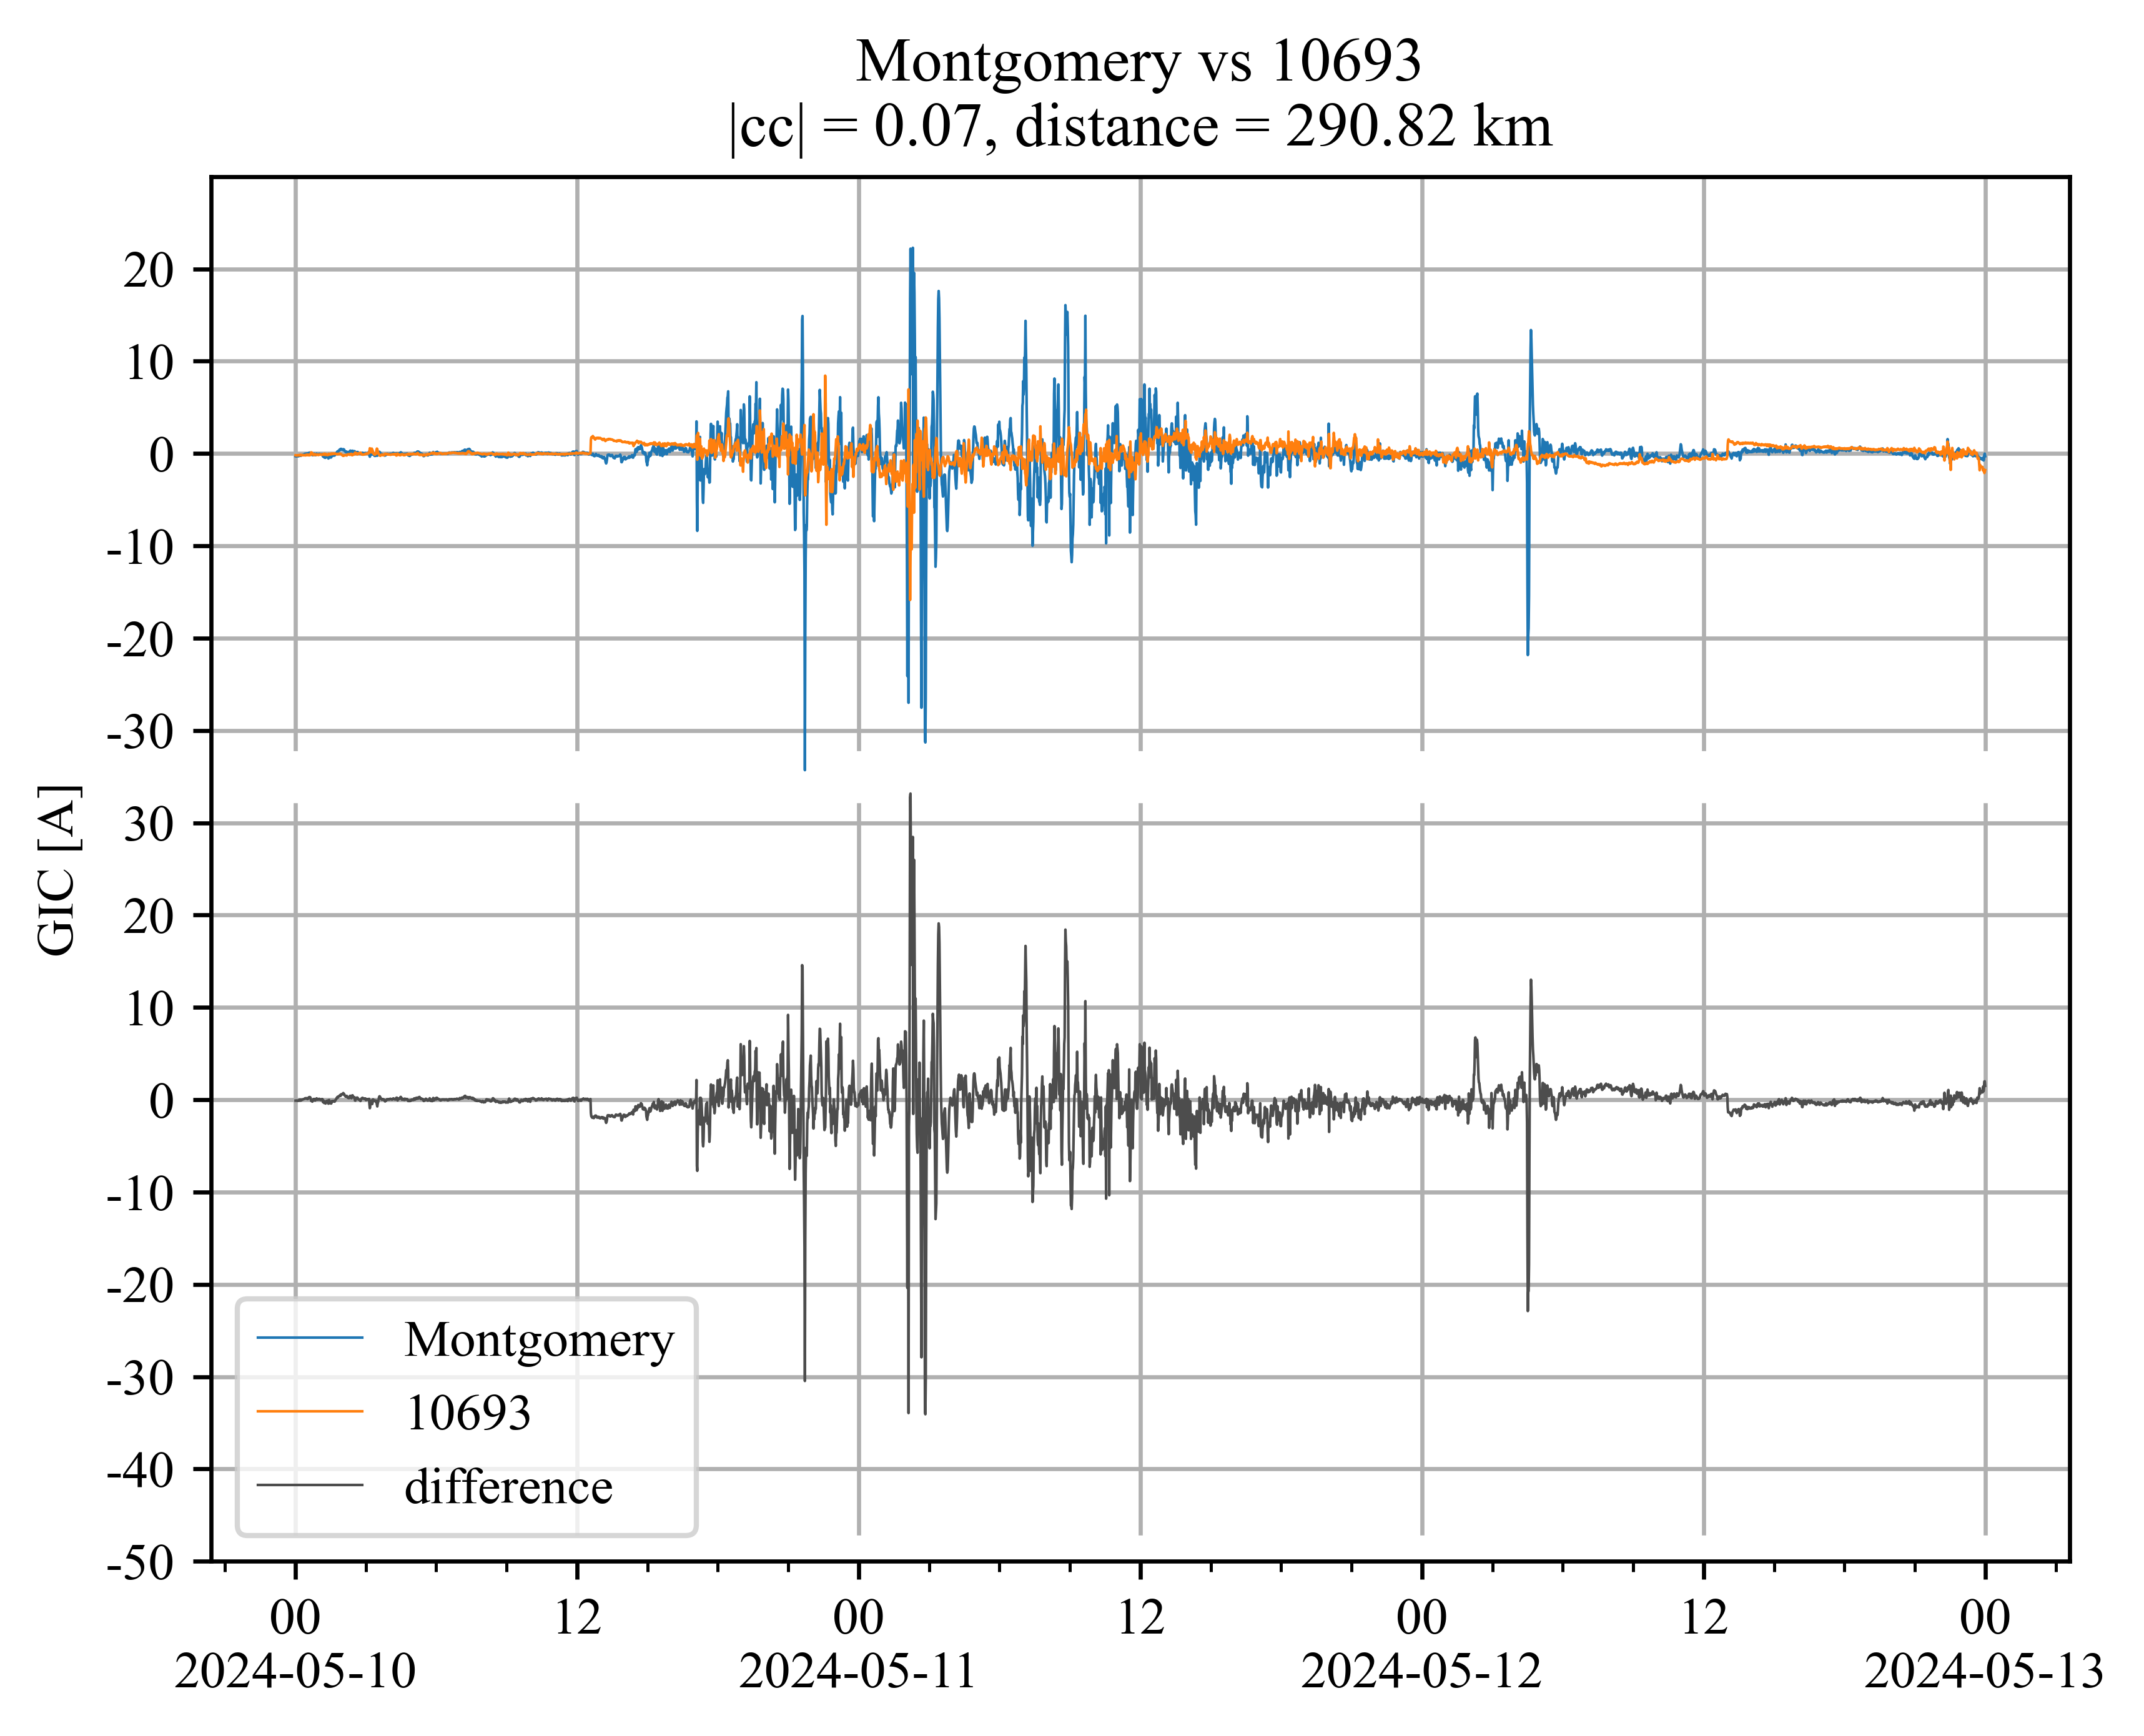 Montgomery vs 10693
|cc| = 0.07, distance = 290.82 km
GIC [A]
20
10
0
-10
-20
-30
30
20
10
0
-10
-20
-30
-40
-50
Montgomery
10693
difference
00 12 00 12 00 12 00
2024-05-10 2024-05-11 2024-05-12 2024-05-13